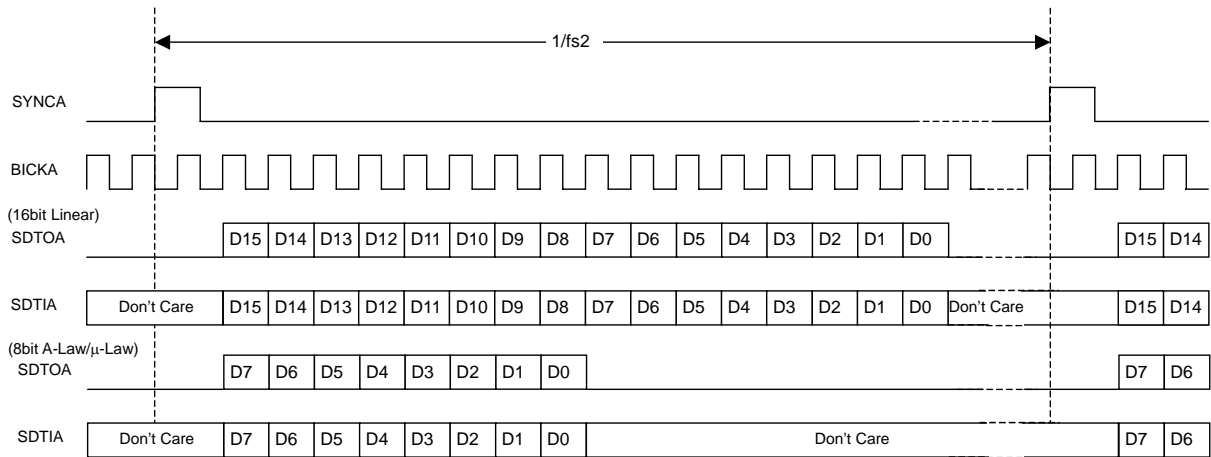 1/fs2
SYNCA
BICKA
(16bit Linear)
SDTOA D15 D14 D13 D12 D11 D10 D9 D8 D7 D6 D5 D4 D3 D2 D1 D0 D15 D14
SDTIA Don't Care D15 D14 D13 D12 D11 D10 D9 D8 D7 D6 D5 D4 D3 D2 D1 D0 Don't Care D15 D14
(8bit A-Law/μ-Law)
SDTOA D7 D6 D5 D4 D3 D2 D1 D0 D7 D6
SDTIA Don't Care D7 D6 D5 D4 D3 D2 D1 D0 Don't Care D7 D6